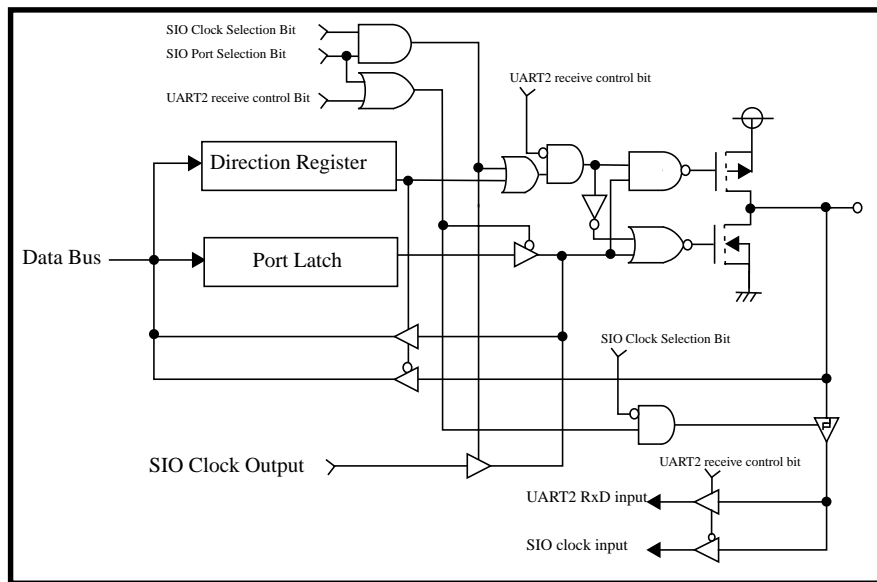 SIO Clock Selection Bit
SIO Port Selection Bit
UART2 receive control Bit
UART2 receive control bit
Direction Register
Data Bus
Port Latch
SIO Clock Selection Bit
SIO Clock Output
UART2 receive control bit
UART2 RxD input
SIO clock input